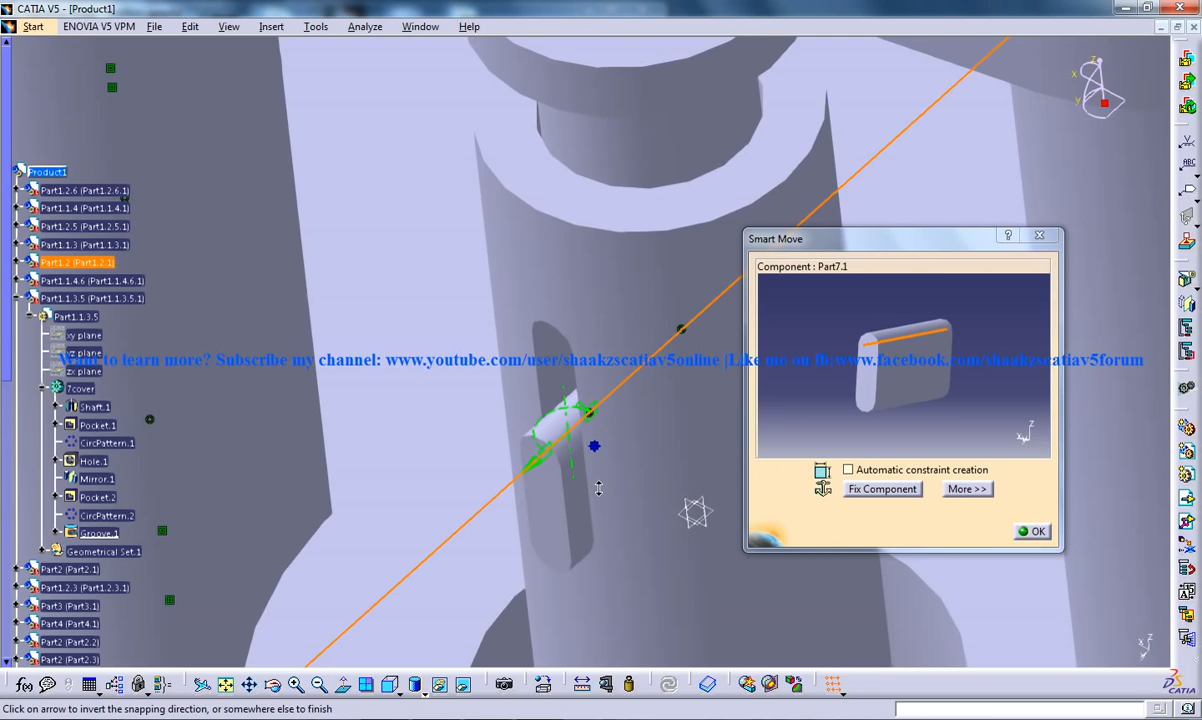 CATIA V5 - [Product1]
Start ENOVIA V5 VPM File Edit View Insert Tools Analyze Window Help
Product1
Part1.2.6 (Part1.2.6.1)
Part1.1.4 (Part1.1.4.1)
Part1.2.5 (Part1.2.5.1)
Part1.1.3 (Part1.1.3.1)
Part1.2 (Part1.2.1)
Part1.1.4.6 (Part1.1.4.6.1)
Part1.1.3.5 (Part1.1.3.5.1)
Part1.1.3.5
xy plane
yz plane
zx plane
7cover
Shaft.1
Pocket.1
CircPattern.1
Hole.1
Mirror.1
Pocket.2
CircPattern.2
Groove.1
Geometrical Set.1
Part2 (Part2.1)
Part1.2.3 (Part1.2.3.1)
Part3 (Part3.1)
Part4 (Part4.1)
Part2 (Part2.2)
Part2 (Part2.3)
Want to learn more? Subscribe my channel: www.youtube.com/user/shaakzscatiav5online |Like me on fb:www.facebook.com/shaakzscatiav5forum
Smart Move
Component : Part7.1
Automatic constraint creation
Fix Component More >>
OK
z
x
y
ABC
f(x)
CATIA
Click on arrow to invert the snapping direction, or somewhere else to finish